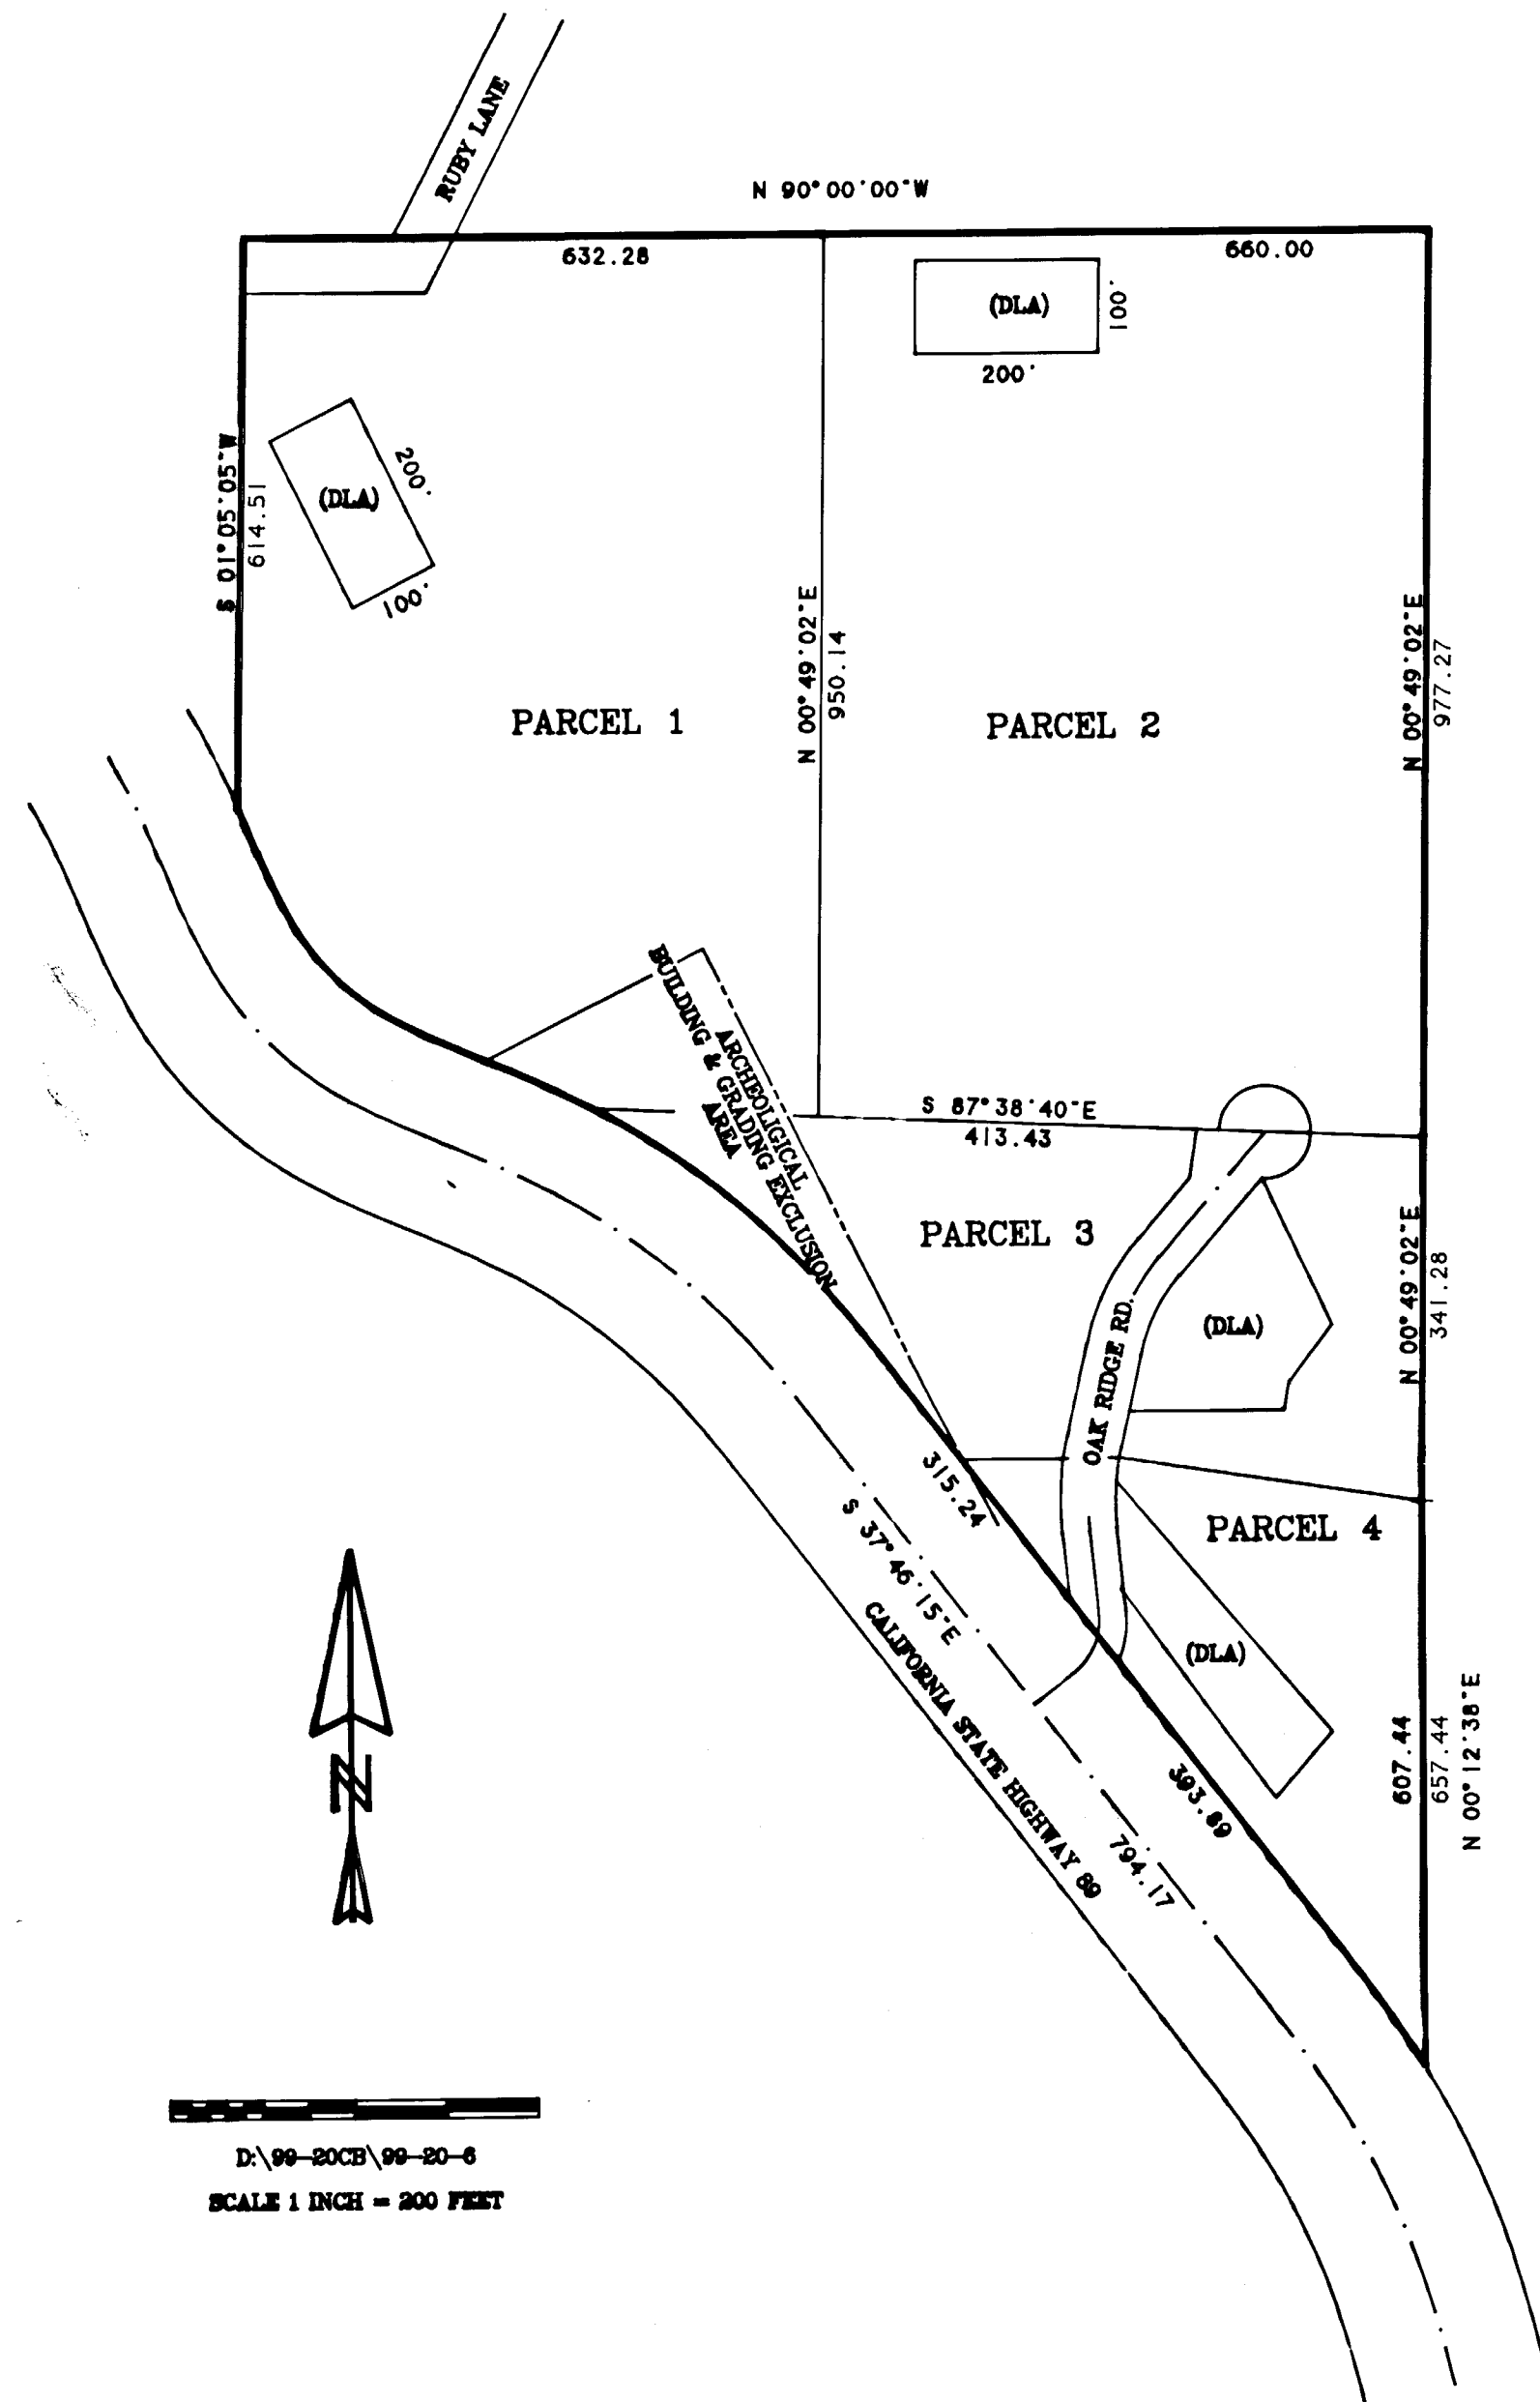 RUBY LANE
N 90°00'00"W
632.28
660.00
(DLA)
100'
200'
S 01°05'05"W
614.51
(DLA)
200'
100'
N 00°49'02"E
950.14
N 00°49'02"E
977.27
PARCEL 1
PARCEL 2
ARCHEOLIGICAL
BUILDING & GRADING EXCLUSION
AREA
S 87°38'40"E
413.43
PARCEL 3
N 00°49'02"E
341.28
OAK RIDGE RD.
(DLA)
315.24
S 37°46'15"E
PARCEL 4
(DLA)
CALIFORNIA STATE HIGHWAY 89
393.89
794.17
607.44
657.44
N 00°12'38"E
N
D:\99-20CB\99-20-6
SCALE 1 INCH = 200 FEET